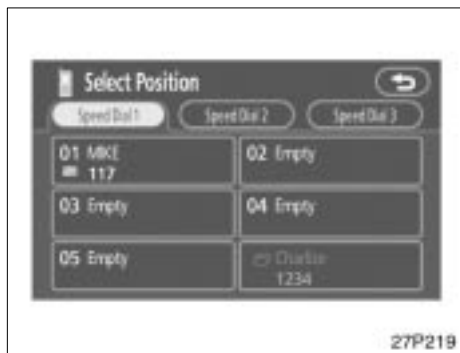 Select Position
Speed Dial 1 Speed Dial 2 Speed Dial 3
01 MIKE 02 Empty
117
03 Empty 04 Empty
05 Empty Charlie
1234
27P219